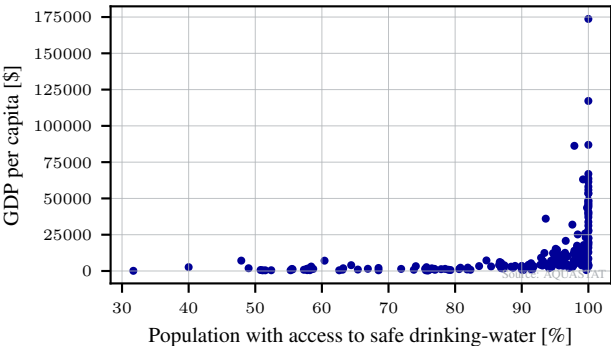 GDP per capita [$]
175000
150000
125000
100000
75000
50000
25000
0
30 40 50 60 70 80 90 100
Population with access to safe drinking-water [%]
Source: AQUASTAT